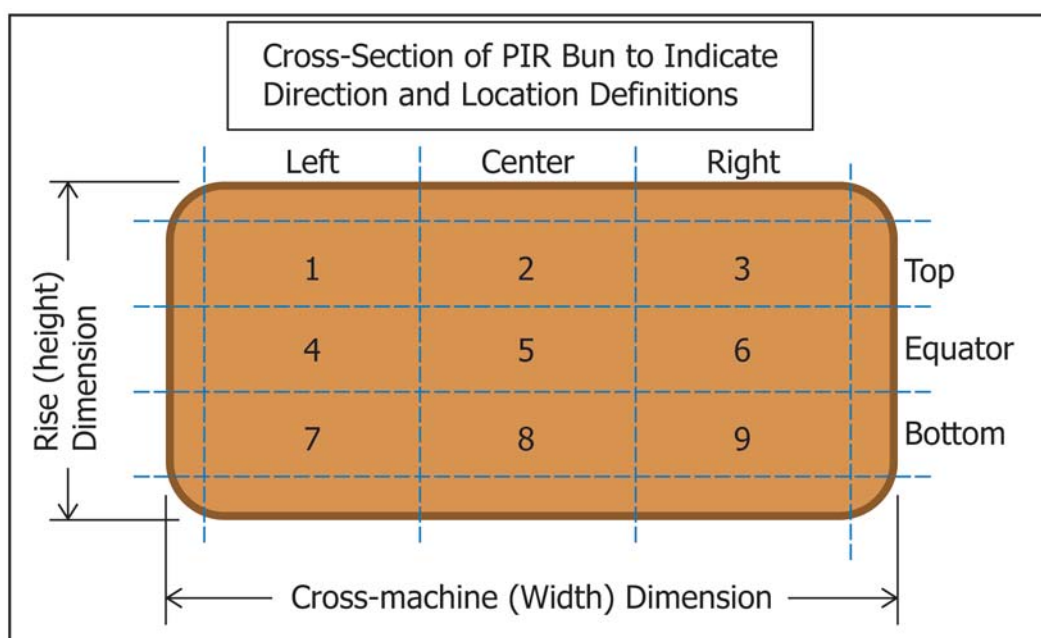 Cross-Section of PIR Bun to Indicate
Direction and Location Definitions
Left Center Right
1 2 3 Top
4 5 6 Equator
7 8 9 Bottom
Rise (height)
Dimension
Cross-machine (Width) Dimension